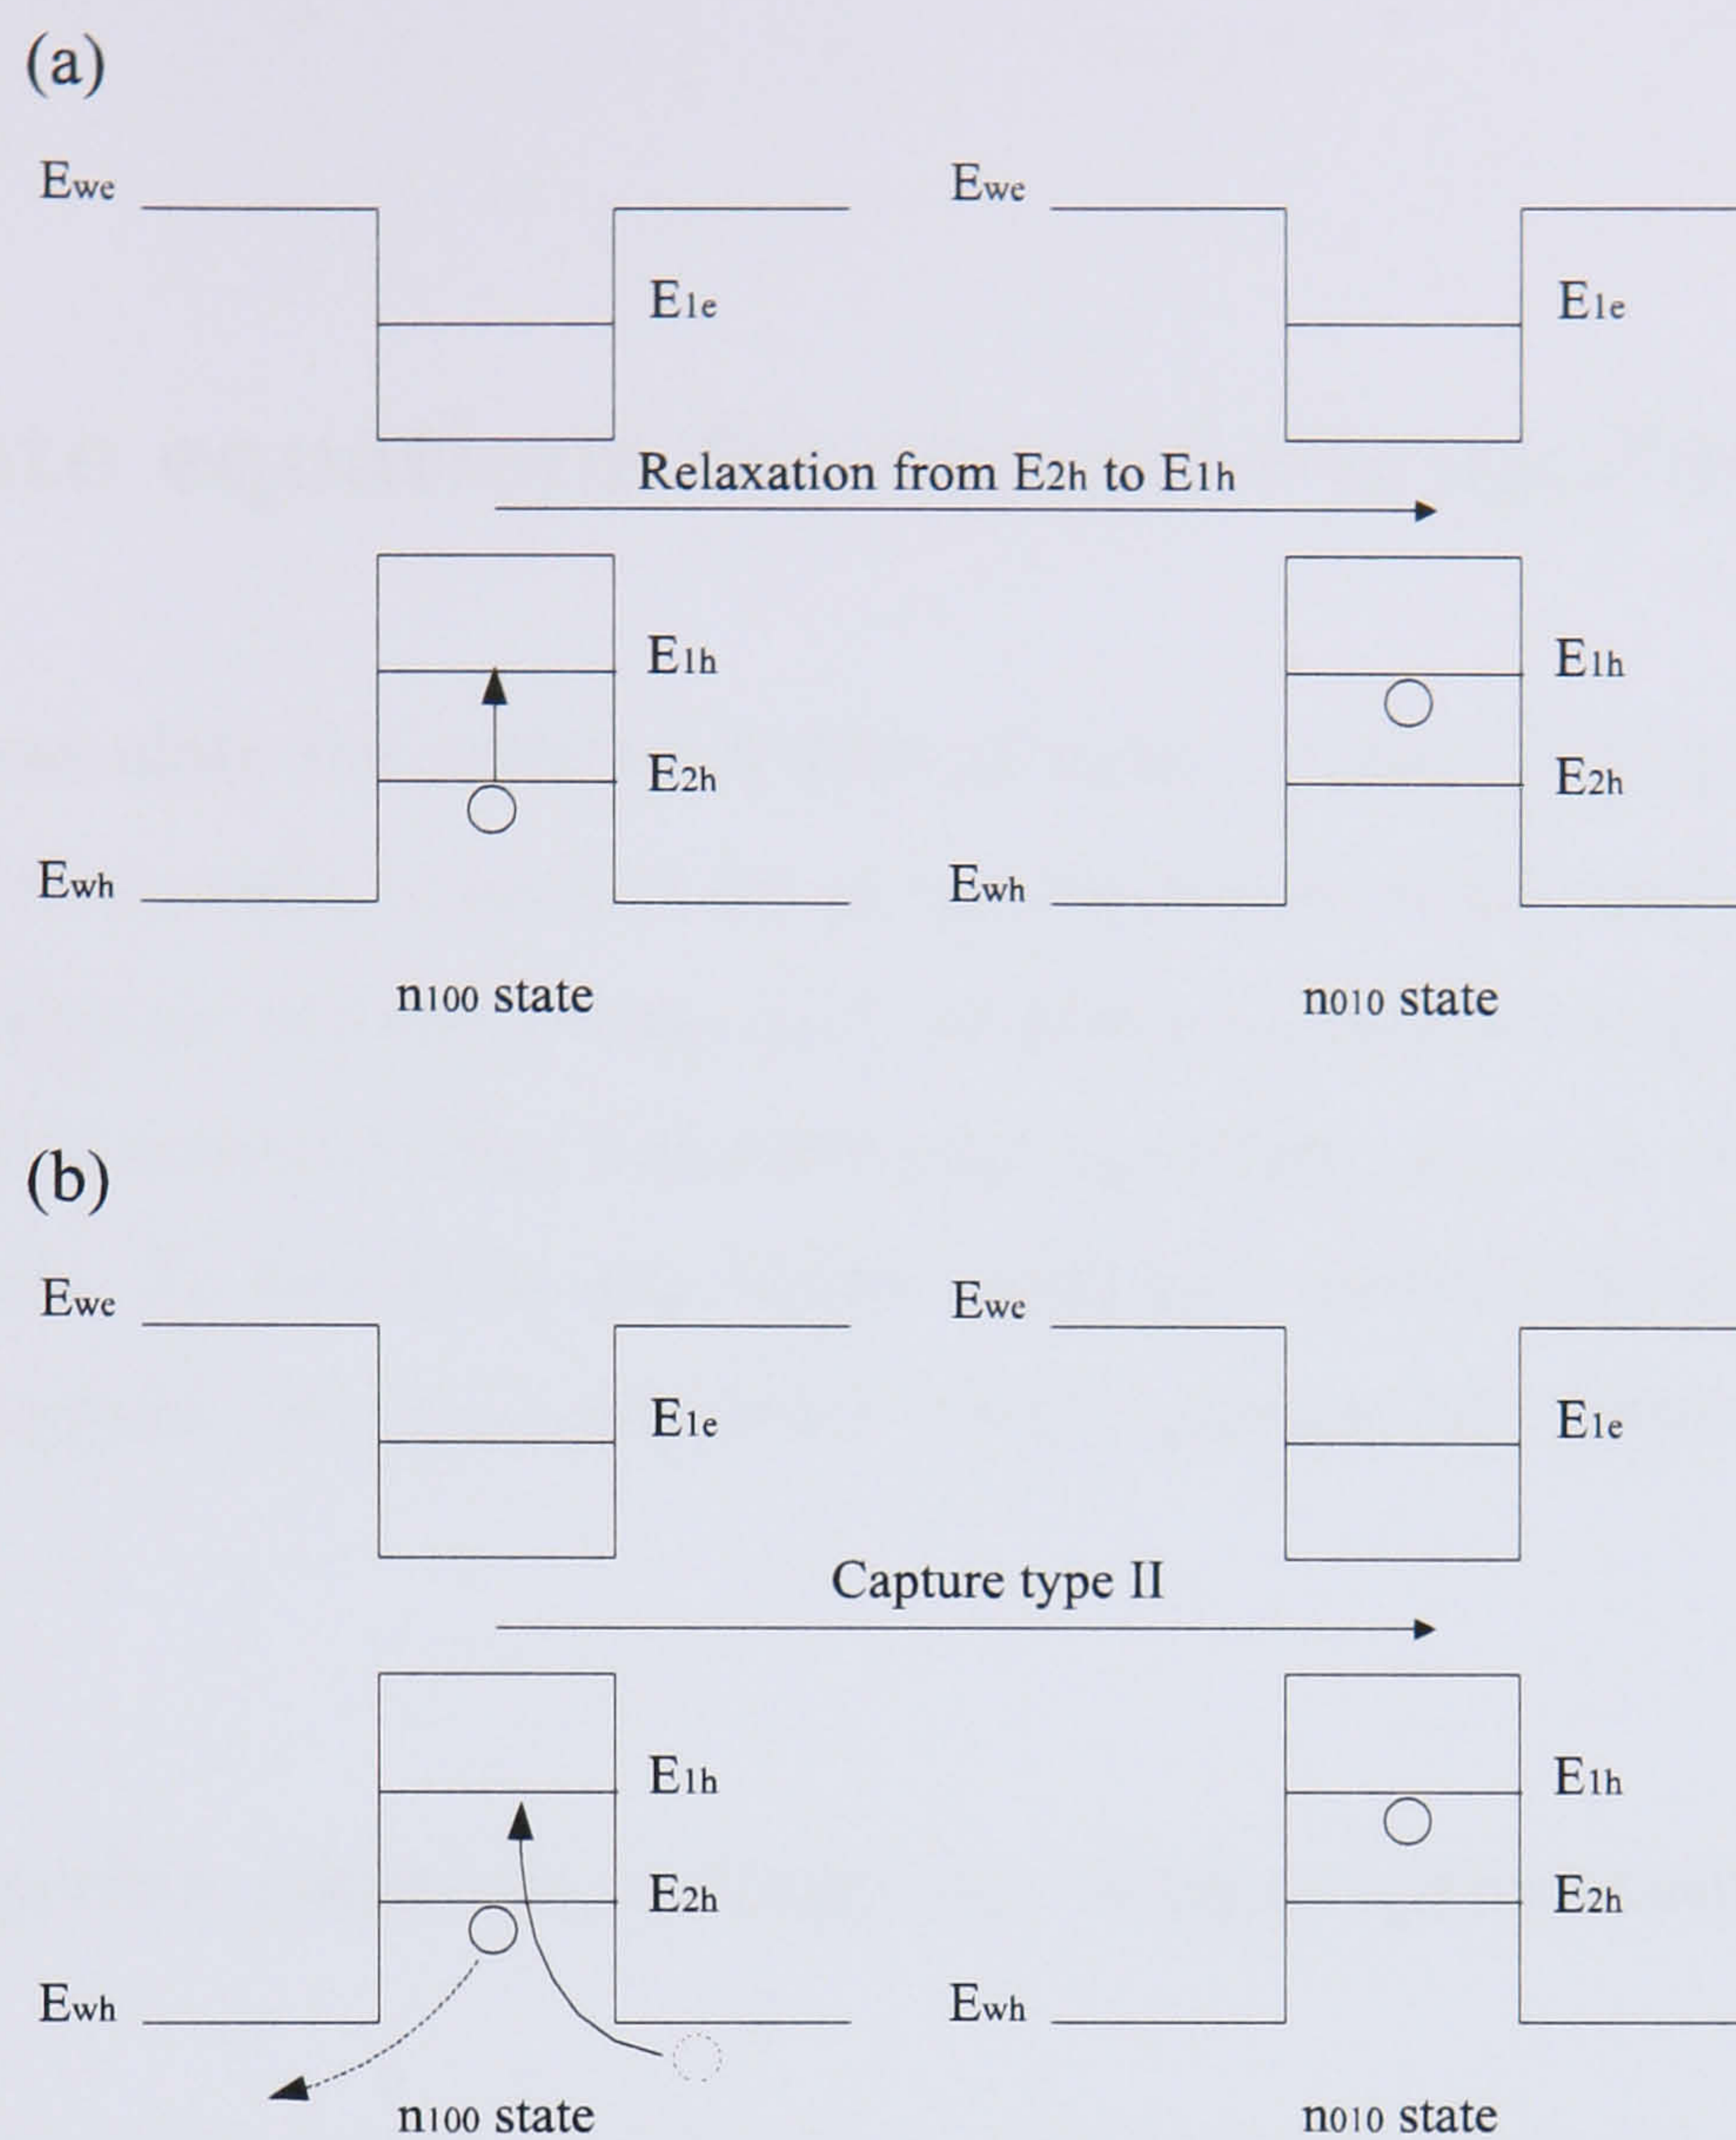 (a)
Ewe Ewe
E1e E1e
Relaxation from E2h to E1h
E1h E1h
E2h E2h
Ewh Ewh
n100 state n010 state
(b)
Ewe Ewe
E1e E1e
Capture type II
E1h E1h
E2h E2h
Ewh Ewh
n100 state n010 state